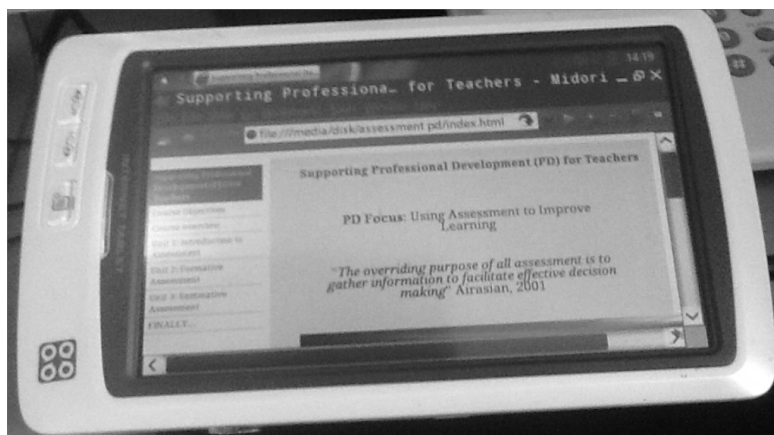 14:19
Supporting Professiona… for Teachers - Midori
file:///media/disk/assessment pd/index.html
Supporting Professional Development (PD) for Teachers
PD Focus: Using Assessment to Improve
Learning
"The overriding purpose of all assessment is to
gather information to facilitate effective decision
making" Airasian, 2001
Course Objectives
Course Overview
Unit 1: Introduction to
Assessment
Unit 2: Formative
Assessment
Unit 3: Summative
Assessment
FINALLY...
INTERNET TABLET